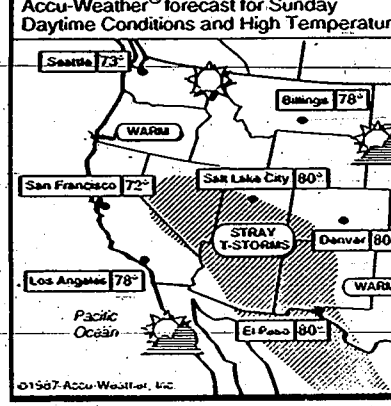 Accu-Weather® forecast for Sunday
Daytime Conditions and High Temperatur
Seattle 73°
Billings 78°
WARM
San Francisco 72°
Salt Lake City 80°
STRAY
T-STORMS
Denver 80
Los Angeles 78°
WARM
Pacific
Ocean
El Paso 80°
©1987 Accu-Weather, Inc.